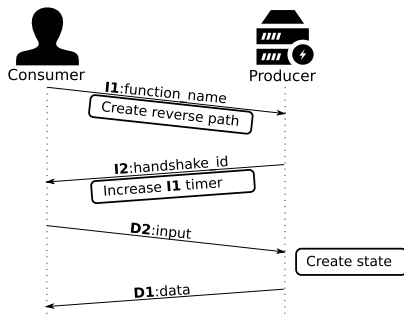 Consumer
Producer
I1:function_name
Create reverse path
I2:handshake_id
Increase I1 timer
D2:input
Create state
D1:data